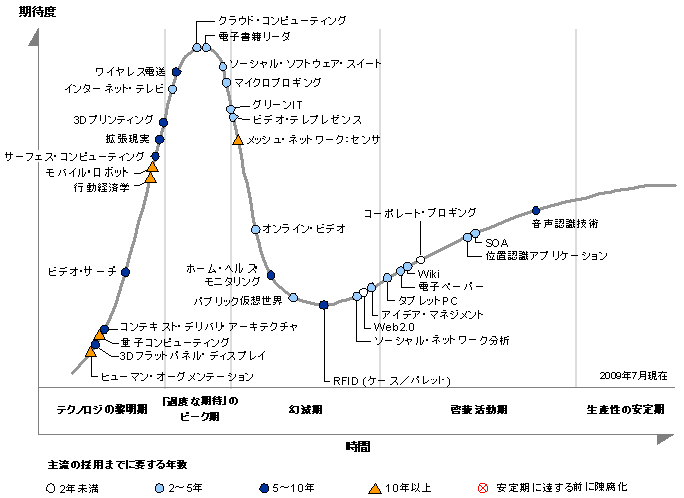 期待度
クラウド・コンピューティング
電子書籍リーダ
ワイヤレス電送
ソーシャル・ソフトウェア・スイート
インターネット・テレビ
マイクロブロギング
グリーンIT
3Dプリンティング
ビデオ・テレプレゼンス
拡張現実
メッシュ・ネットワーク:センサ
サーフェス・コンピューティング
モバイル・ロボット
行動経済学
コーポレート・ブロギング
音声認識技術
オンライン・ビデオ
SOA
位置認識アプリケーション
ビデオ・サーチ
ホーム・ヘルス・
モニタリング
Wiki
電子ペーパー
パブリック仮想世界
タブレットPC
アイデア・マネジメント
コンテキスト・デリバリ・アーキテクチャ
Web2.0
量子コンピューティング
ソーシャル・ネットワーク分析
3Dフラットパネル・ディスプレイ
ヒューマン・オーグメンテーション
RFID (ケース/パレット)
2009年7月現在
テクノロジの黎明期
「過度な期待」の
ピーク期
幻滅期
啓蒙活動期
生産性の安定期
時間
主流の採用までに要する年数
2年未満
2～5年
5～10年
10年以上
安定期に達する前に陳腐化